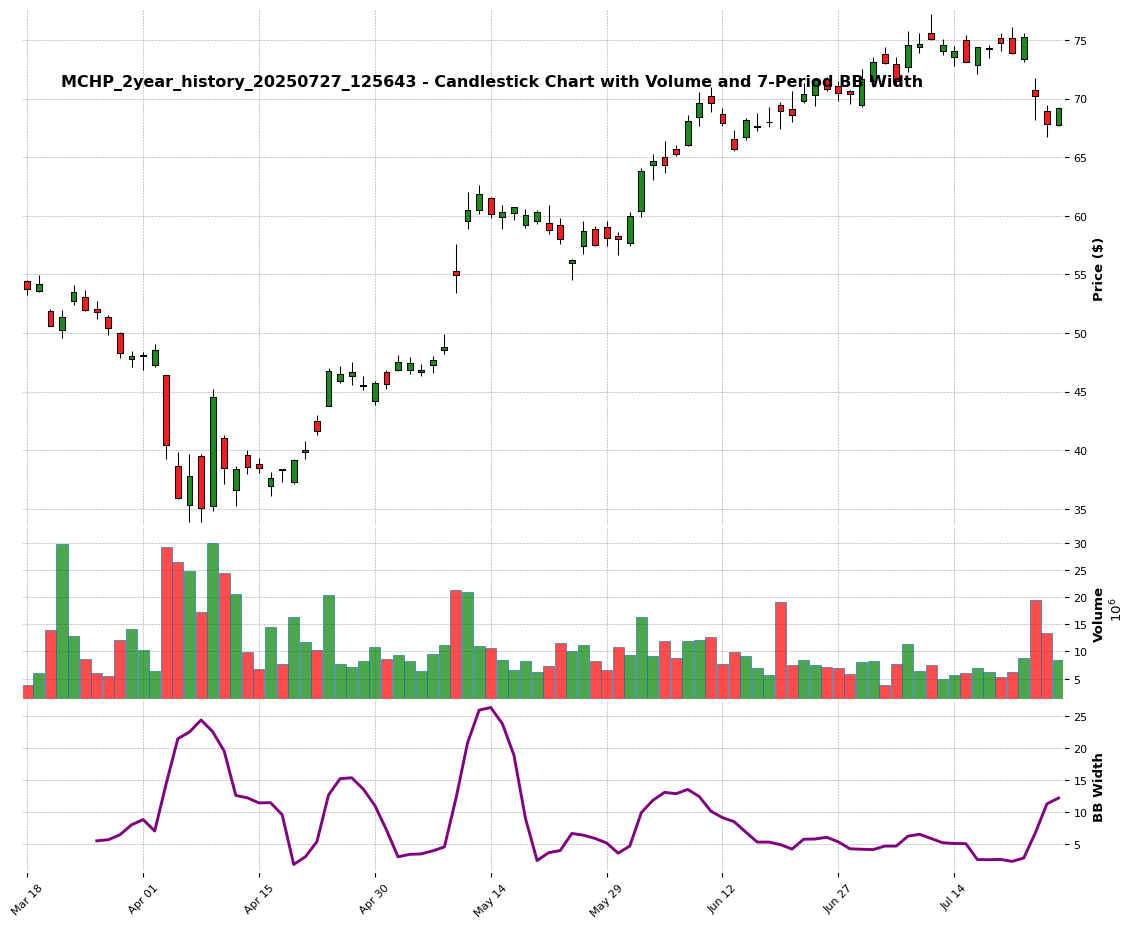 MCHP_2year_history_20250727_125643 - Candlestick Chart with Volume and 7-Period BB Width
75
70
65
60
55
50
45
40
35
Price ($)
30
25
20
15
10
5
Volume
10^6
25
20
15
10
5
BB Width
Mar 18
Apr 01
Apr 15
Apr 30
May 14
May 29
Jun 12
Jun 27
Jul 14